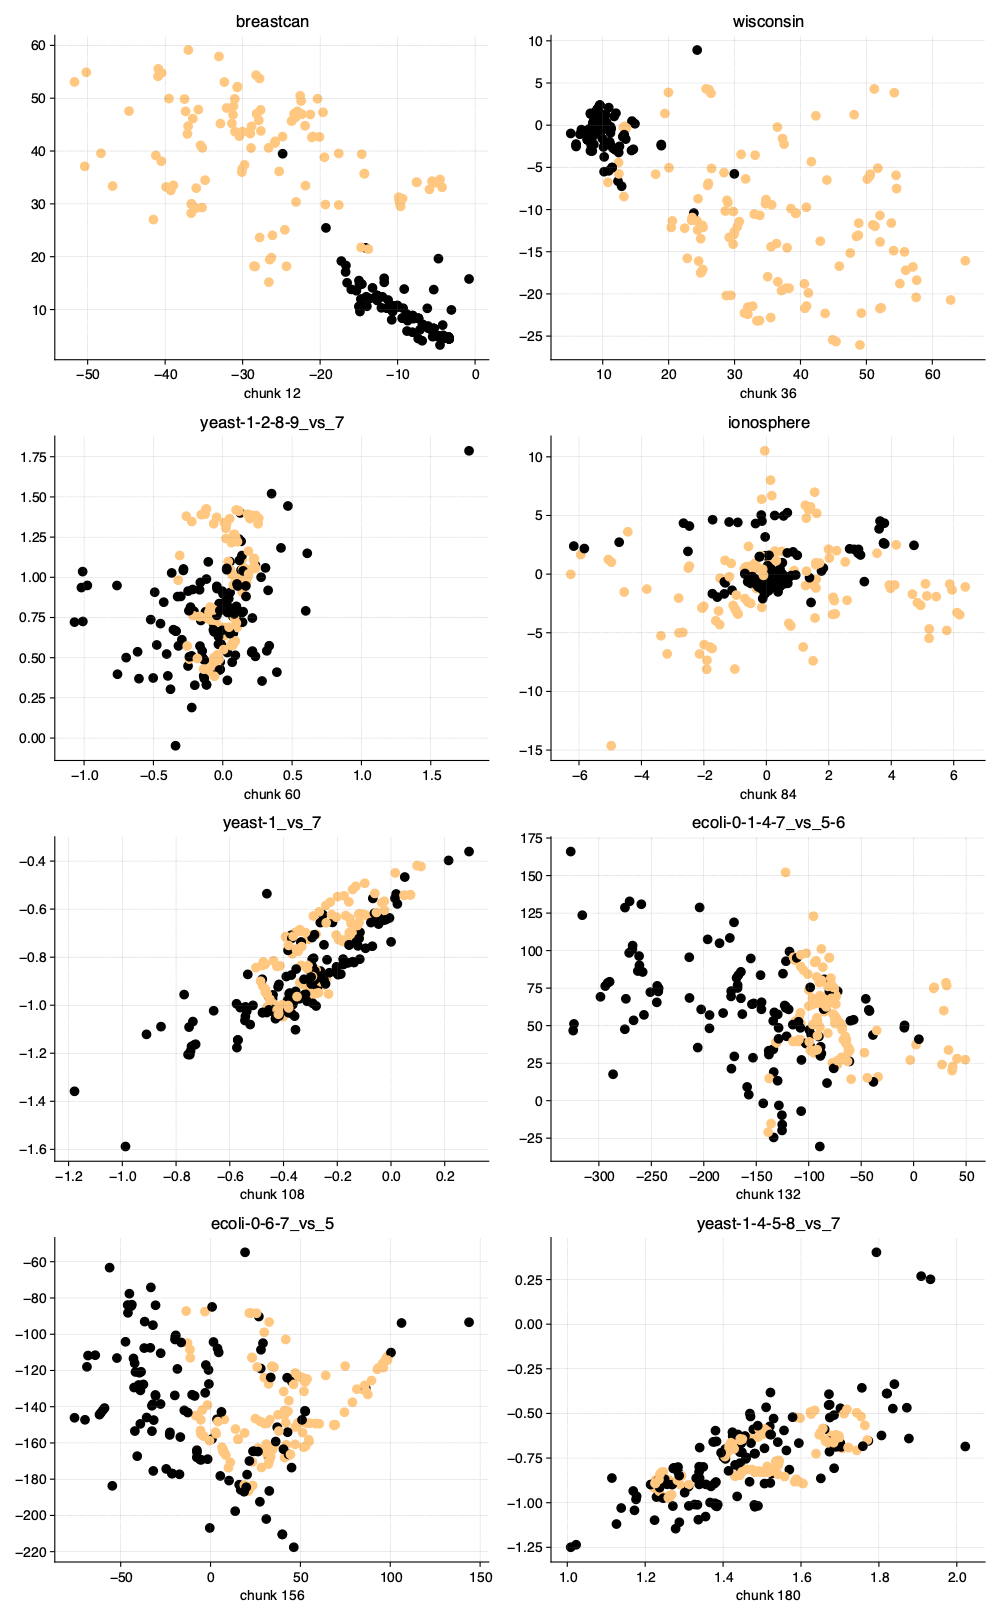 breastcan
60
50
40
30
20
10
−50 −40 −30 −20 −10 0
chunk 12
wisconsin
10
5
0
−5
−10
−15
−20
−25
10 20 30 40 50 60
chunk 36
yeast-1-2-8-9_vs_7
1.75
1.50
1.25
1.00
0.75
0.50
0.25
0.00
−1.0 −0.5 0.0 0.5 1.0 1.5
chunk 60
ionosphere
10
5
0
−5
−10
−15
−6 −4 −2 0 2 4 6
chunk 84
yeast-1_vs_7
−0.4
−0.6
−0.8
−1.0
−1.2
−1.4
−1.6
−1.2 −1.0 −0.8 −0.6 −0.4 −0.2 0.0 0.2
chunk 108
ecoli-0-1-4-7_vs_5-6
175
150
125
100
75
50
25
0
−25
−300 −250 −200 −150 −100 −50 0 50
chunk 132
ecoli-0-6-7_vs_5
−60
−80
−100
−120
−140
−160
−180
−200
−220
−50 0 50 100 150
chunk 156
yeast-1-4-5-8_vs_7
0.25
0.00
−0.25
−0.50
−0.75
−1.00
−1.25
1.0 1.2 1.4 1.6 1.8 2.0
chunk 180